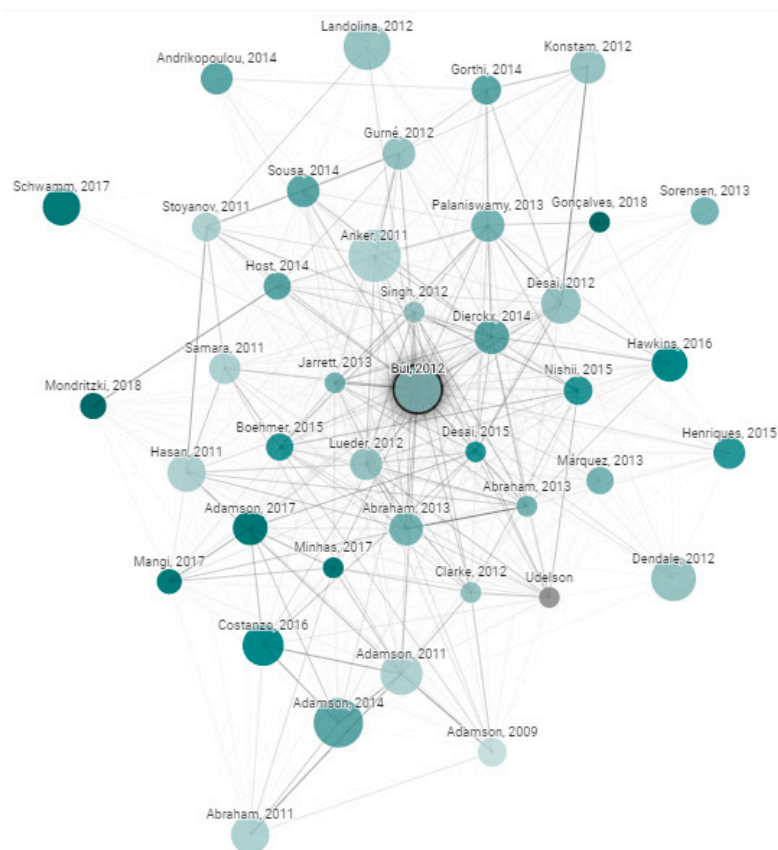 Landolina, 2012
Konstam, 2012
Andrikopoulou, 2014
Gorthi, 2014
Gurné, 2012
Sousa, 2014
Schwamm, 2017
Stoyanov, 2011
Palaniswamy, 2013
Gonçalves, 2018
Sorensen, 2013
Anker, 2011
Host, 2014
Singh, 2012
Desai, 2012
Dierckx, 2014
Hawkins, 2016
Samara, 2011
Jarrett, 2013
Bui, 2012
Nishii, 2015
Mondritzki, 2018
Boehmer, 2015
Desai, 2015
Henriques, 2015
Hasan, 2011
Lueder, 2012
Márquez, 2013
Abraham, 2013
Adamson, 2017
Abraham, 2013
Minhas, 2017
Mangi, 2017
Clarke, 2012
Udelson
Dendale, 2012
Costanzo, 2016
Adamson, 2011
Adamson, 2014
Adamson, 2009
Abraham, 2011